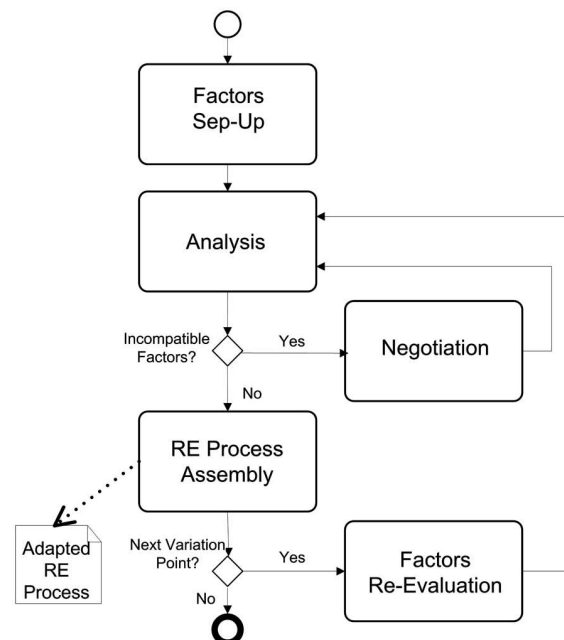 Factors
Sep-Up
Analysis
Incompatible
Factors?
Yes
Negotiation
No
RE Process
Assembly
Adapted
RE
Process
Next Variation
Point?
Yes
Factors
Re-Evaluation
No